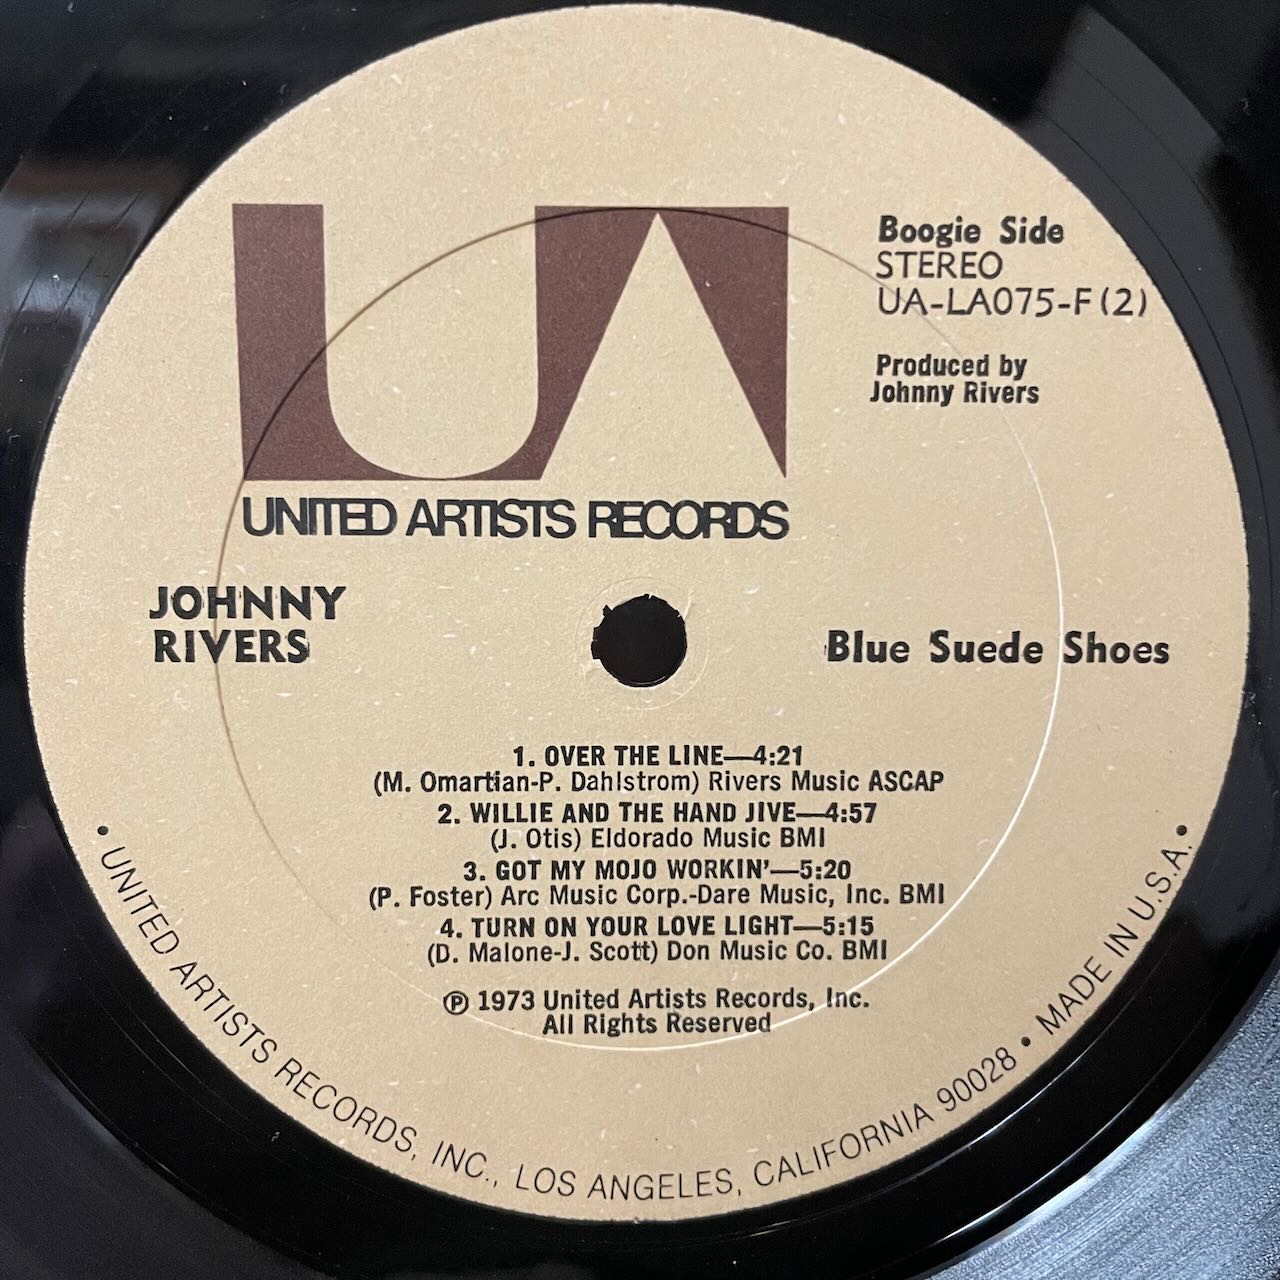 UA
UNITED ARTISTS RECORDS
Boogie Side
STEREO
UA-LA075-F (2)
Produced by
Johnny Rivers
JOHNNY
RIVERS
Blue Suede Shoes
1. OVER THE LINE—4:21
(M. Omartian-P. Dahlstrom) Rivers Music ASCAP
2. WILLIE AND THE HAND JIVE—4:57
(J. Otis) Eldorado Music BMI
3. GOT MY MOJO WORKIN'—5:20
(P. Foster) Arc Music Corp.-Dare Music, Inc. BMI
4. TURN ON YOUR LOVE LIGHT—5:15
(D. Malone-J. Scott) Don Music Co. BMI
℗ 1973 United Artists Records, Inc.
All Rights Reserved
• UNITED ARTISTS RECORDS, INC., LOS ANGELES, CALIFORNIA 90028 • MADE IN U.S.A. •